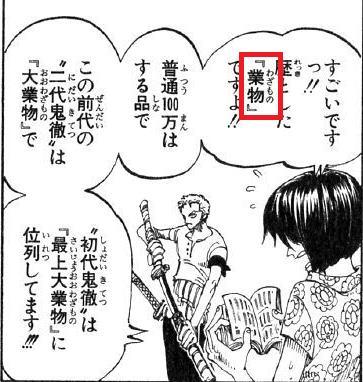 すごいです
っ!!
歴とした
『業物』
ですよ!!
普通100万は
する品で
この前代の
“二代鬼徹”は
『大業物』で
“初代鬼徹”は
『最上大業物』に
位列してます!!!